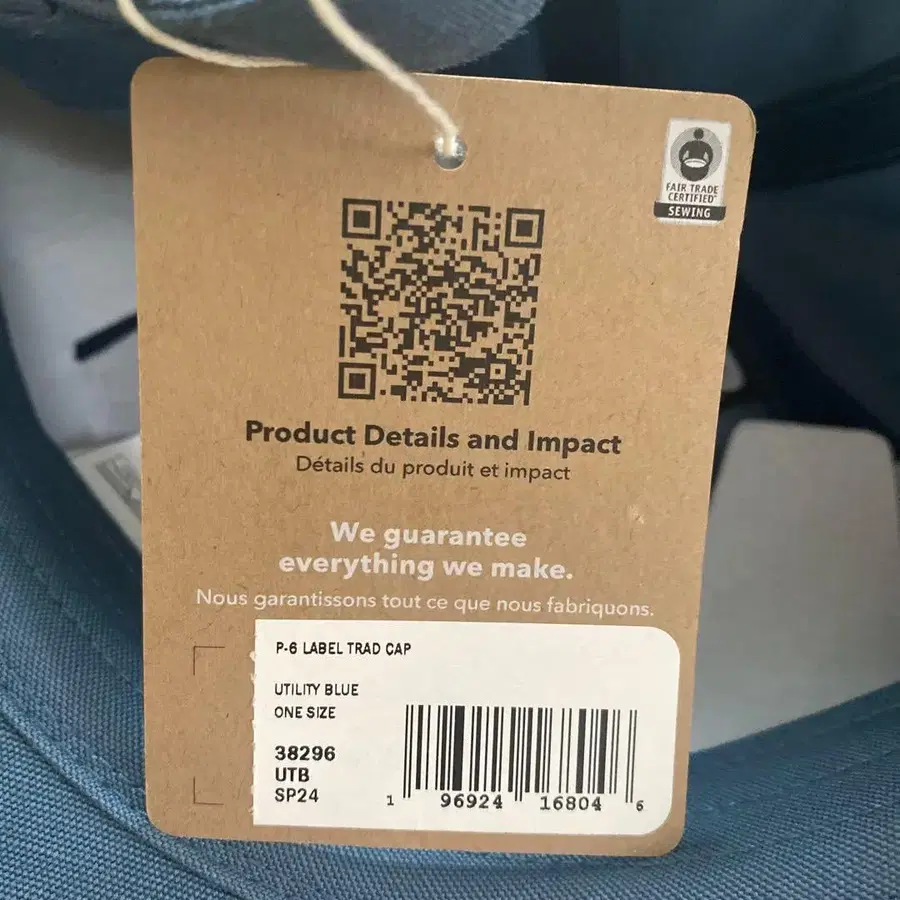 FAIR TRADE
CERTIFIED
SEWING
Product Details and Impact
Détails du produit et impact
We guarantee
everything we make.
Nous garantissons tout ce que nous fabriquons.
P-6 LABEL TRAD CAP
UTILITY BLUE
ONE SIZE
38296
UTB
SP24
1 96924 16804 6